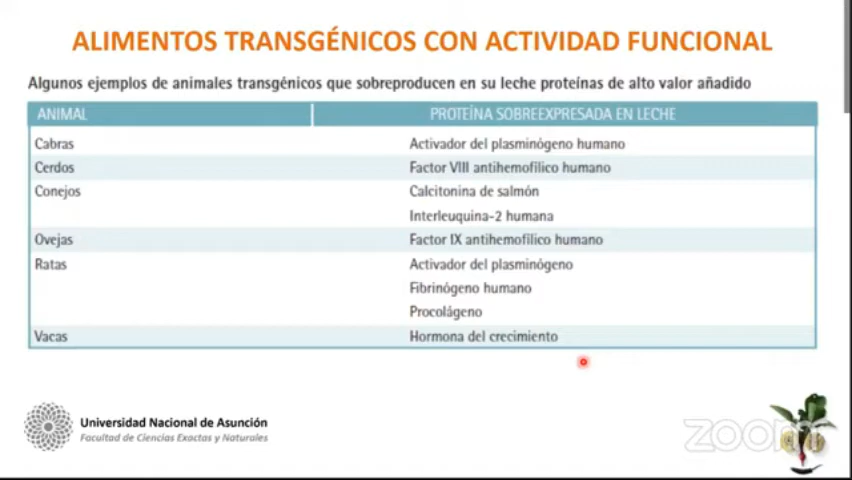 ALIMENTOS TRANSGÉNICOS CON ACTIVIDAD FUNCIONAL
Algunos ejemplos de animales transgénicos que sobreproducen en su leche proteínas de alto valor añadido
ANIMAL PROTEÍNA SOBREEXPRESADA EN LECHE
Cabras Activador del plasminógeno humano
Cerdos Factor VIII antihemofílico humano
Conejos Calcitonina de salmón
Interleuquina-2 humana
Ovejas Factor IX antihemofílico humano
Ratas Activador del plasminógeno
Fibrinógeno humano
Procolágeno
Vacas Hormona del crecimiento
Universidad Nacional de Asunción
Facultad de Ciencias Exactas y Naturales
zoom